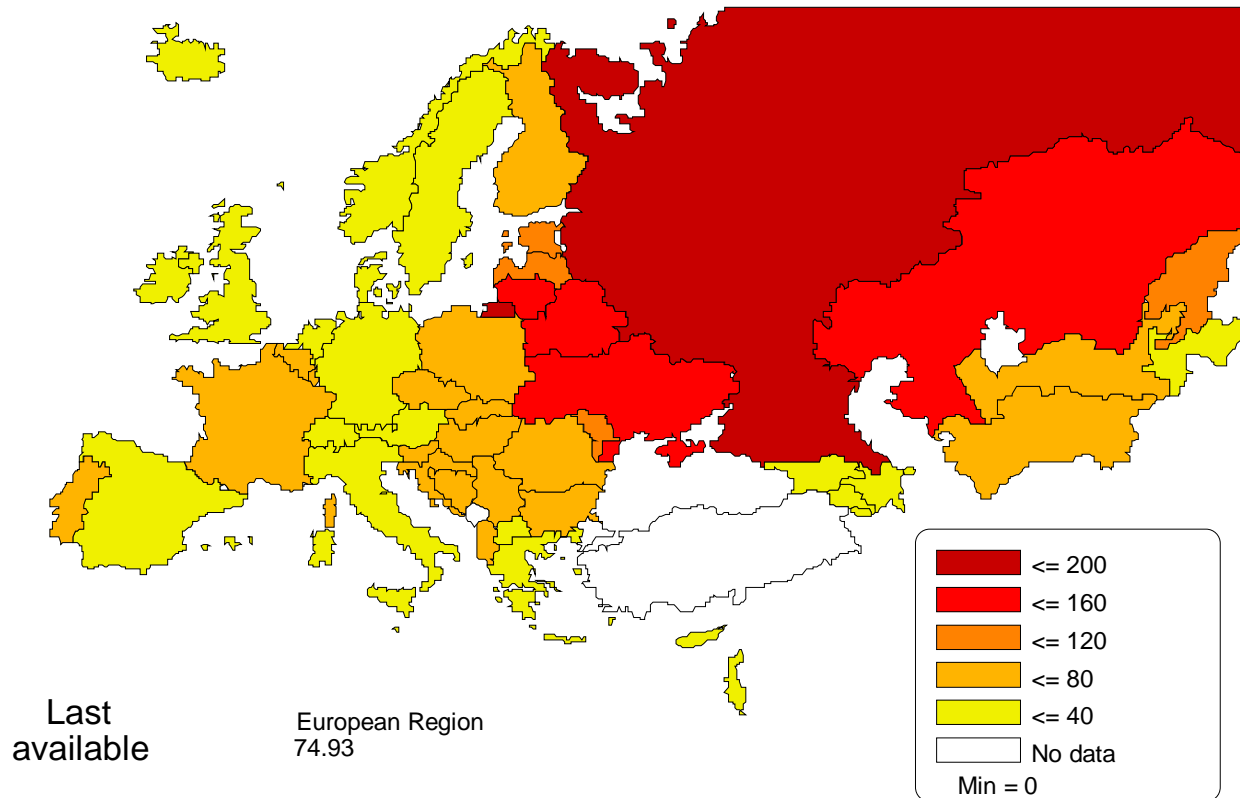 Last
available
European Region
74.93
<= 200
<= 160
<= 120
<= 80
<= 40
No data
Min = 0